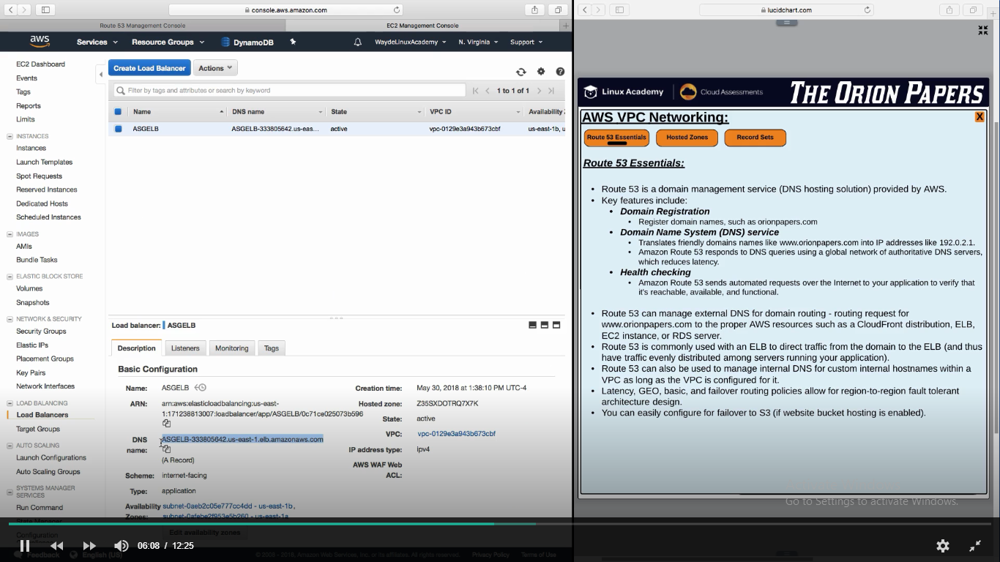 console.aws.amazon.com
Route 53 Management Console
EC2 Management Console
aws
Services
Resource Groups
DynamoDB
WaydeLinuxAcademy
N. Virginia
Support
EC2 Dashboard
Events
Tags
Reports
Limits
INSTANCES
Instances
Launch Templates
Spot Requests
Reserved Instances
Dedicated Hosts
Scheduled Instances
IMAGES
AMIs
Bundle Tasks
ELASTIC BLOCK STORE
Volumes
Snapshots
NETWORK & SECURITY
Security Groups
Elastic IPs
Placement Groups
Key Pairs
Network Interfaces
LOAD BALANCING
Load Balancers
Target Groups
AUTO SCALING
Launch Configurations
Auto Scaling Groups
SYSTEMS MANAGER
SERVICES
Run Command
State Manager
Configuration
Create Load Balancer
Actions
Filter by tags and attributes or search by keyword
1 to 1 of 1
Name DNS name State VPC ID Availability
ASGELB ASGELB-333805642.us-eas... active vpc-0129e3a943b673cbf us-east-1b, u
Load balancer: ASGELB
Description Listeners Monitoring Tags
Basic Configuration
Name: ASGELB
ARN: arn:aws:elasticloadbalancing:us-east-
1:171238813007:loadbalancer/app/ASGELB/0c71ce025073b596
DNS name: ASGELB-333805642.us-east-1.elb.amazonaws.com
(A Record)
Scheme: internet-facing
Type: application
Availability Zones: subnet-0aeb2c05e777cc4dd - us-east-1b,
subnet-0afebe2f953e5b260 - us-east-1a
Edit availability zones
Creation time: May 30, 2018 at 1:38:10 PM UTC-4
Hosted zone: Z35SXDOTRQ7X7K
State: active
VPC: vpc-0129e3a943b673cbf
IP address type: ipv4
AWS WAF Web
ACL:
Feedback
English (US)
© 2008 - 2018, Amazon Web Services, Inc. or its affiliates. All rights reserved.
Privacy Policy
Terms of Use
06:08 / 12:25
lucidchart.com
Linux Academy
Cloud Assessments
THE ORION PAPERS
AWS VPC Networking:
X
Route 53 Essentials
Hosted Zones
Record Sets
Route 53 Essentials:
• Route 53 is a domain management service (DNS hosting solution) provided by AWS.
• Key features include:
• Domain Registration
• Register domain names, such as orionpapers.com
• Domain Name System (DNS) service
• Translates friendly domains names like www.orionpapers.com into IP addresses like 192.0.2.1.
• Amazon Route 53 responds to DNS queries using a global network of authoritative DNS servers,
which reduces latency.
• Health checking
• Amazon Route 53 sends automated requests over the Internet to your application to verify that
it's reachable, available, and functional.
• Route 53 can manage external DNS for domain routing - routing request for
www.orionpapers.com to the proper AWS resources such as a CloudFront distribution, ELB,
EC2 instance, or RDS server.
• Route 53 is commonly used with an ELB to direct traffic from the domain to the ELB (and thus
have traffic evenly distributed among servers running your application).
• Route 53 can also be used to manage internal DNS for custom internal hostnames within a
VPC as long as the VPC is configured for it.
• Latency, GEO, basic, and failover routing policies allow for region-to-region fault tolerant
architecture design.
• You can easily configure for failover to S3 (if website bucket hosting is enabled).
Go to Settings to activate Windows.